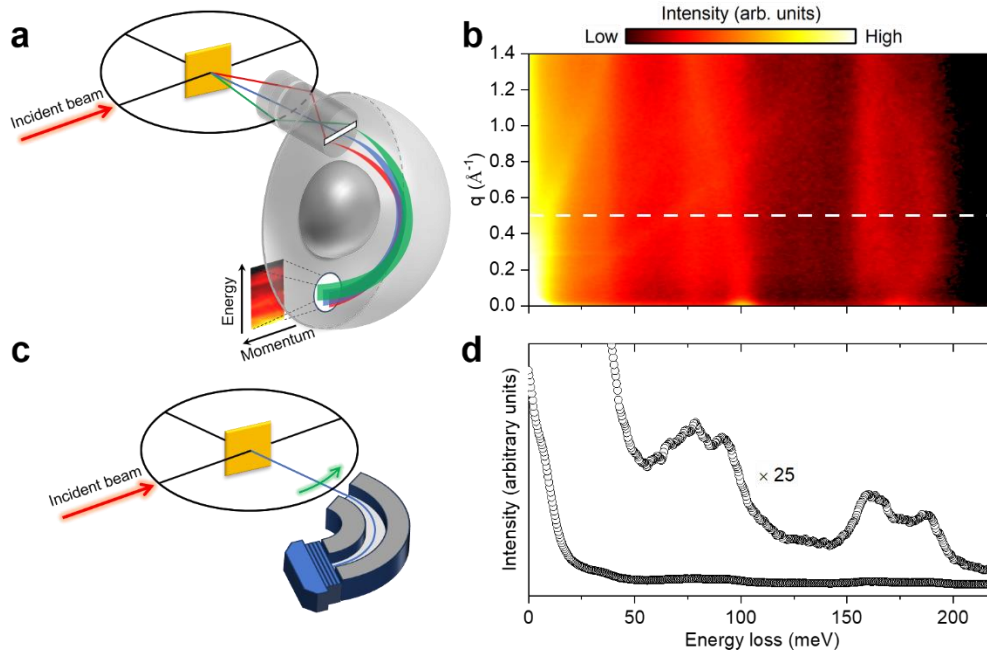 a
Incident beam
Energy
Momentum
b
Intensity (arb. units)
Low
High
q (Å⁻¹)
1.4
1.2
1.0
0.8
0.6
0.4
0.2
0.0
c
Incident beam
d
Intensity (arbitrary units)
× 25
0 50 100 150 200
Energy loss (meV)